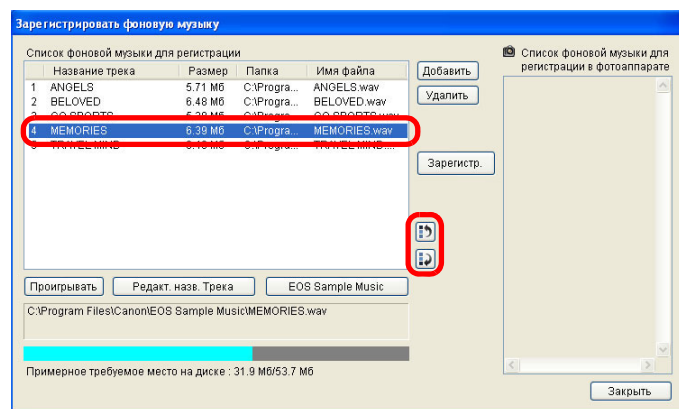 Зарегистрировать фоновую музыку
Список фоновой музыки для регистрации
Название трека Размер Папка Имя файла
1 ANGELS 5.71 Мб C:\Progra... ANGELS.wav
2 BELOVED 6.48 Мб C:\Progra... BELOVED.wav
4 MEMORIES 6.39 Мб C:\Progra... MEMORIES.wav
Добавить
Удалить
Зарегистр.
Проигрывать Редакт. назв. Трека EOS Sample Music
C:\Program Files\Canon\EOS Sample Music\MEMORIES.wav
Примерное требуемое место на диске : 31.9 Мб/53.7 Мб
Список фоновой музыки для
регистрации в фотоаппарате
Закрыть